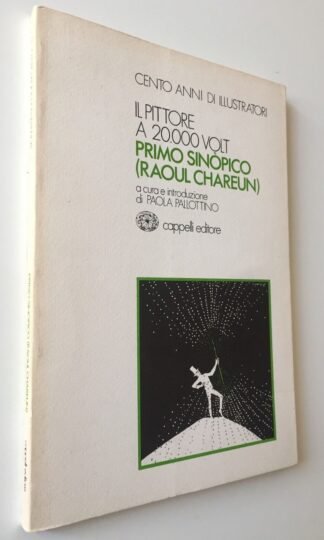 CENTO ANNI DI ILLUSTRATORI
IL PITTORE
A 20.000 VOLT
PRIMO SINÒPICO
(RAOUL CHAREUN)
a cura e introduzione
di PAOLA PALLOTTINO
cappelli editore